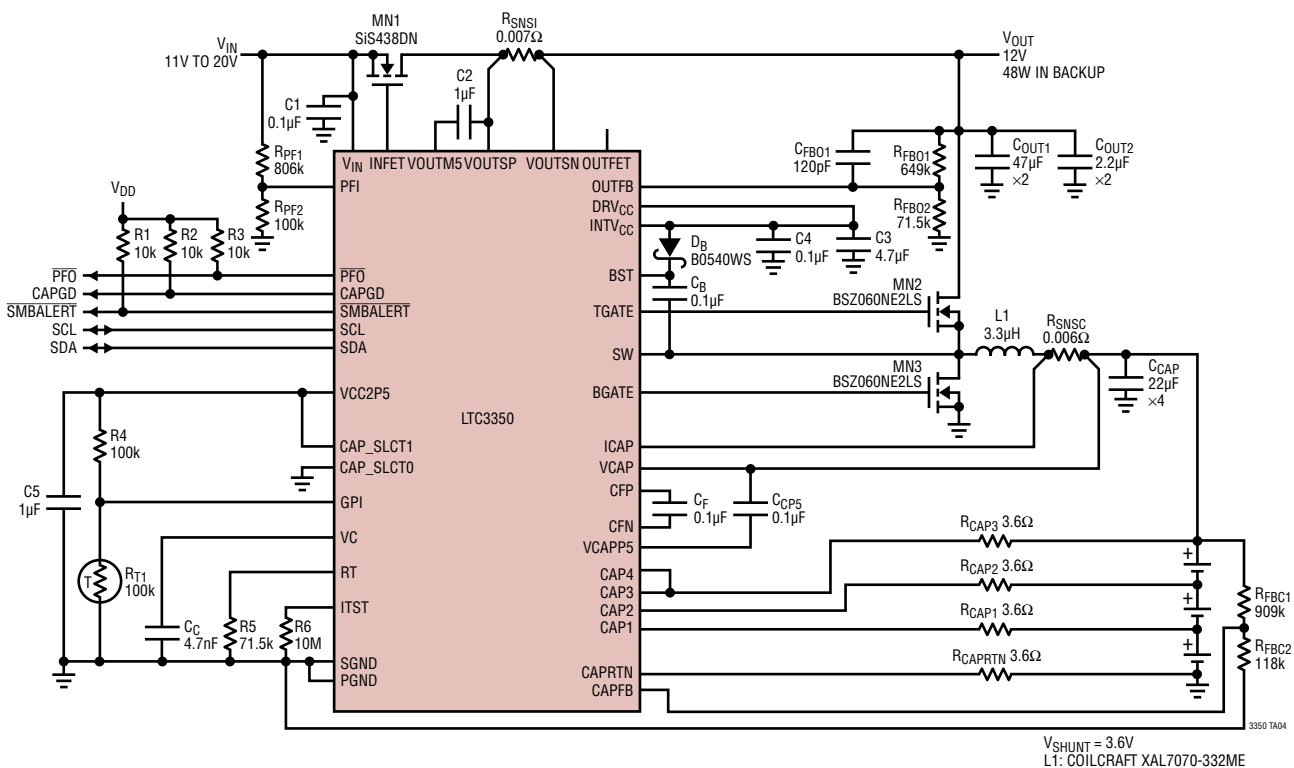 MN1
SiS438DN
RSNSI
0.007Ω
VIN
11V TO 20V
VOUT
12V
48W IN BACKUP
C1
0.1µF
C2
1µF
RPF1
806k
RPF2
100k
VIN INFET VOUTM5 VOUTSP VOUTSN OUTFET
CFBO1
120pF
RFBO1
649k
RFBO2
71.5k
COUT1
47µF
×2
COUT2
2.2µF
×2
VDD
R1
10k
R2
10k
R3
10k
PFO
CAPGD
SMBALERT
SCL
SDA
PFI
PFO
CAPGD
SMBALERT
SCL
SDA
VCC2P5
CAP_SLCT1
CAP_SLCT0
GPI
VC
RT
ITST
SGND
PGND
LTC3350
OUTFB
DRVCC
INTVCC
BST
TGATE
SW
BGATE
ICAP
VCAP
CFP
CFN
VCAPP5
CAP4
CAP3
CAP2
CAP1
CAPRTN
CAPFB
DB
B0540WS
C4
0.1µF
C3
4.7µF
CB
0.1µF
MN2
BSZ060NE2LS
L1
3.3µH
RSNSC
0.006Ω
MN3
BSZ060NE2LS
CCAP
22µF
×4
R4
100k
C5
1µF
T
RT1
100k
CC
4.7nF
R5
71.5k
R6
10M
CF
0.1µF
CCP5
0.1µF
RCAP3 3.6Ω
RCAP2 3.6Ω
RCAP1 3.6Ω
RCAPRTN 3.6Ω
+
+
+
RFBC1
909k
RFBC2
118k
3350 TA04
VSHUNT = 3.6V
L1: COILCRAFT XAL7070-332ME